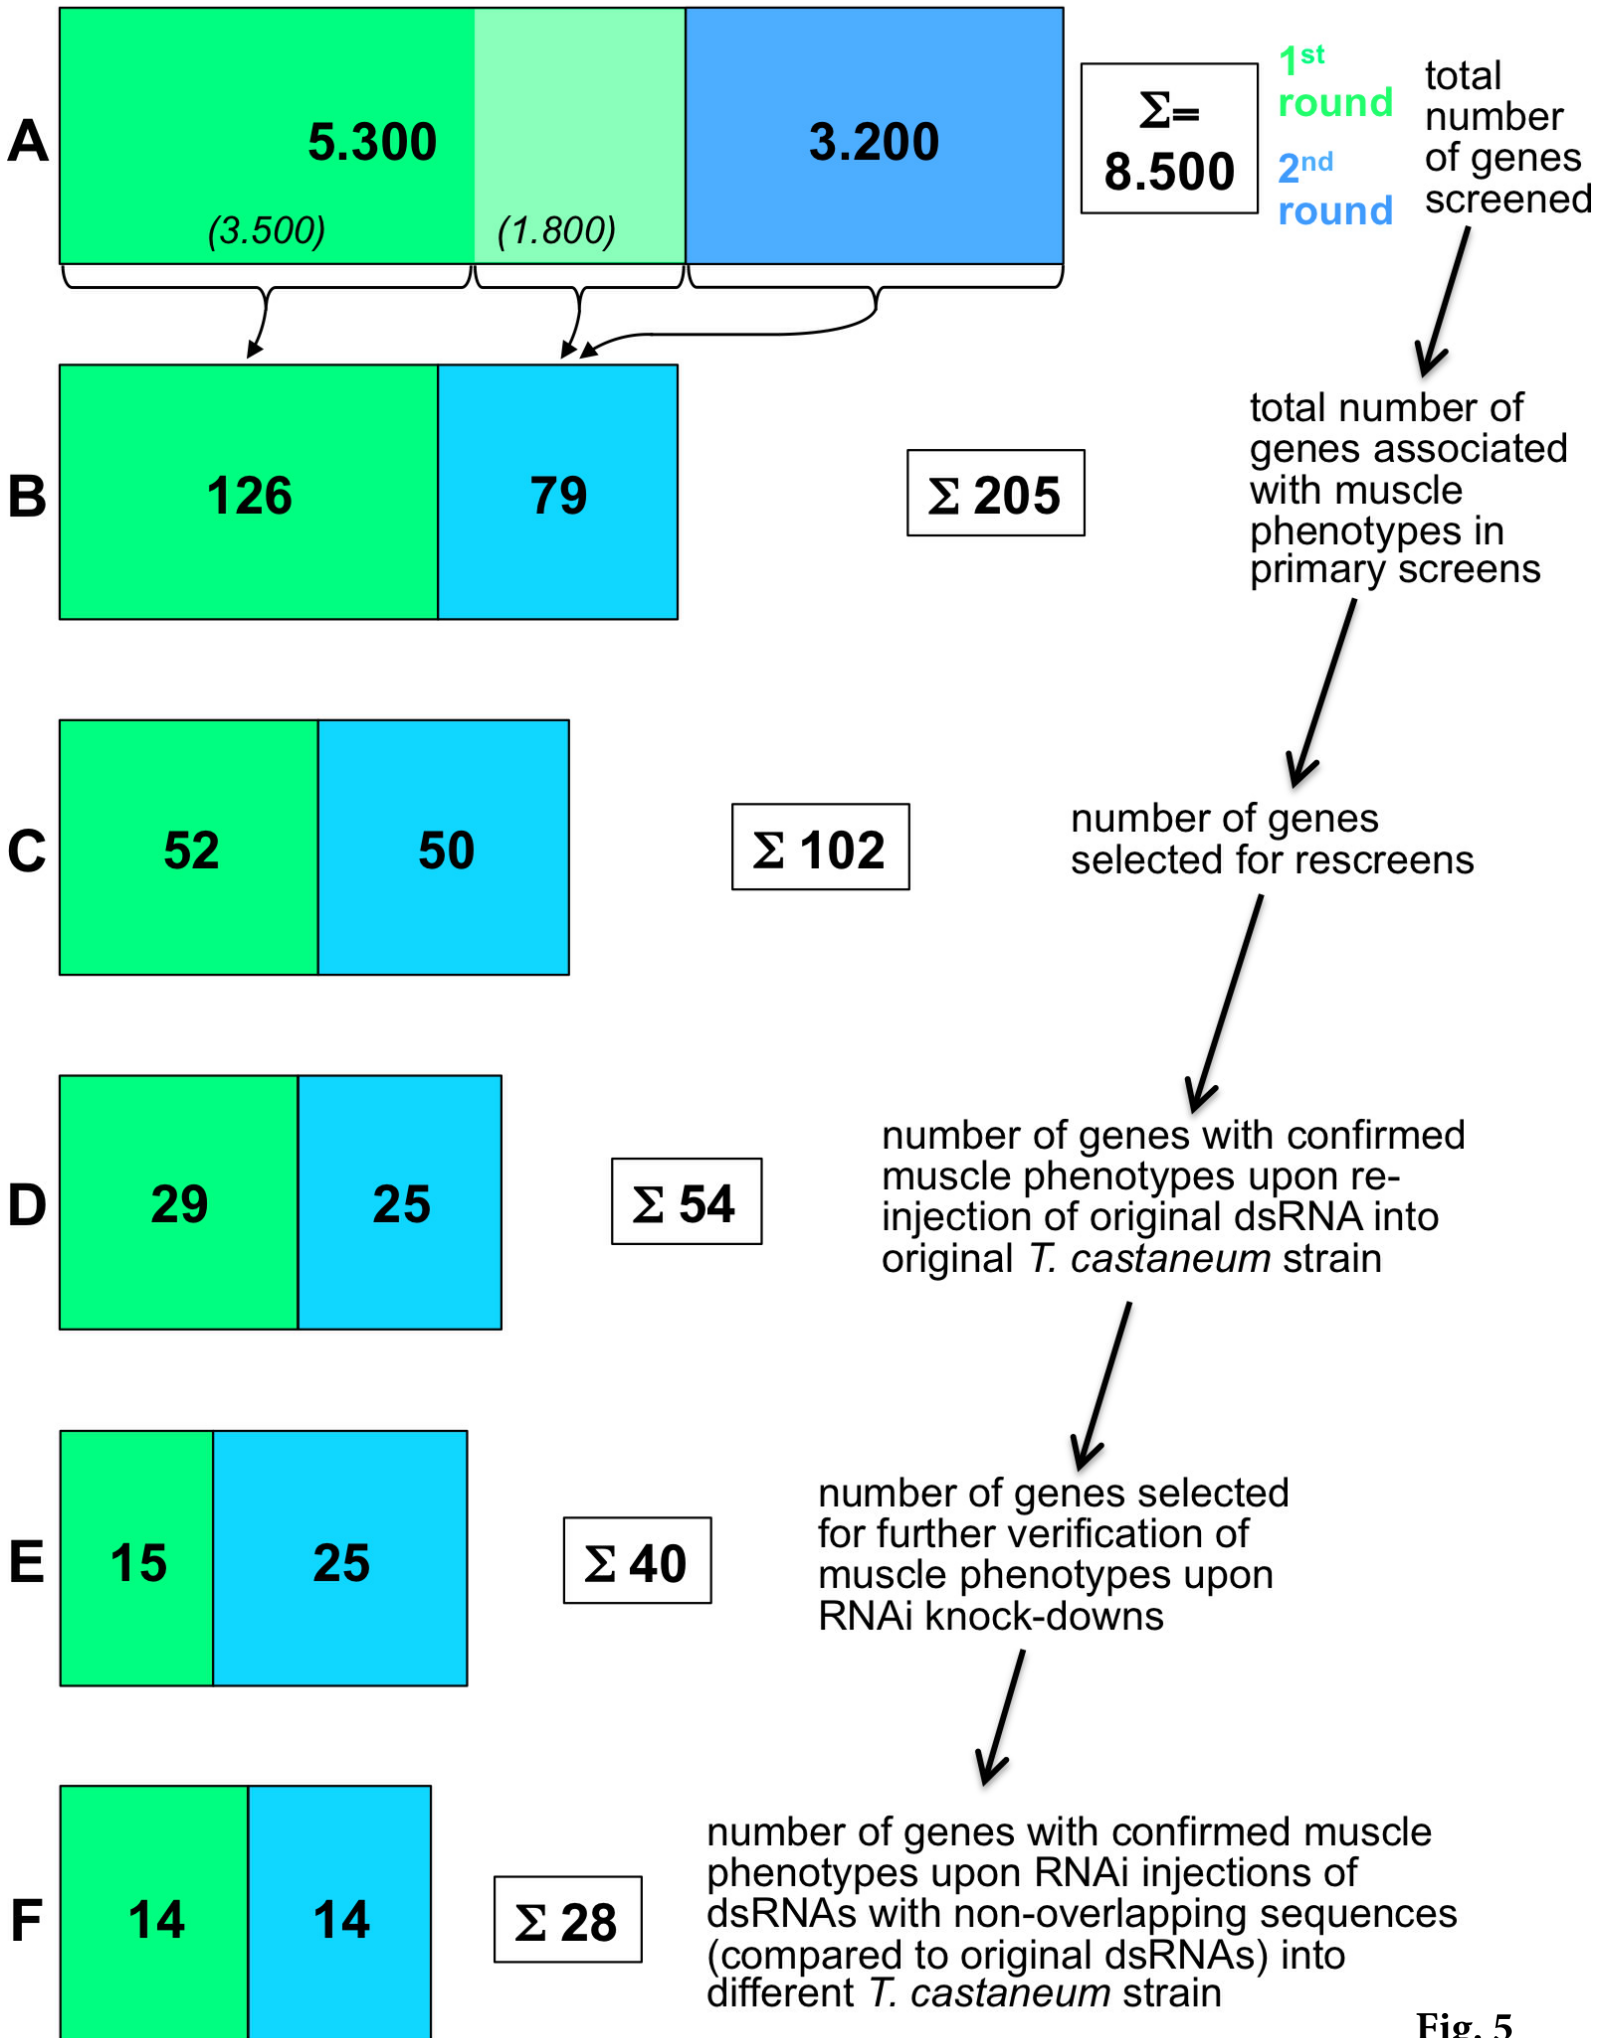 A
5.300
(3.500)
(1.800)
3.200
Σ=
8.500
1st
round
2nd
round
total
number
of genes
screened
B
126
79
Σ 205
total number of
genes associated
with muscle
phenotypes in
primary screens
C
52
50
Σ 102
number of genes
selected for rescreens
D
29
25
Σ 54
number of genes with confirmed
muscle phenotypes upon re-
injection of original dsRNA into
original T. castaneum strain
E
15
25
Σ 40
number of genes selected
for further verification of
muscle phenotypes upon
RNAi knock-downs
F
14
14
Σ 28
number of genes with confirmed muscle
phenotypes upon RNAi injections of
dsRNAs with non-overlapping sequences
(compared to original dsRNAs) into
different T. castaneum strain
Fig. 5